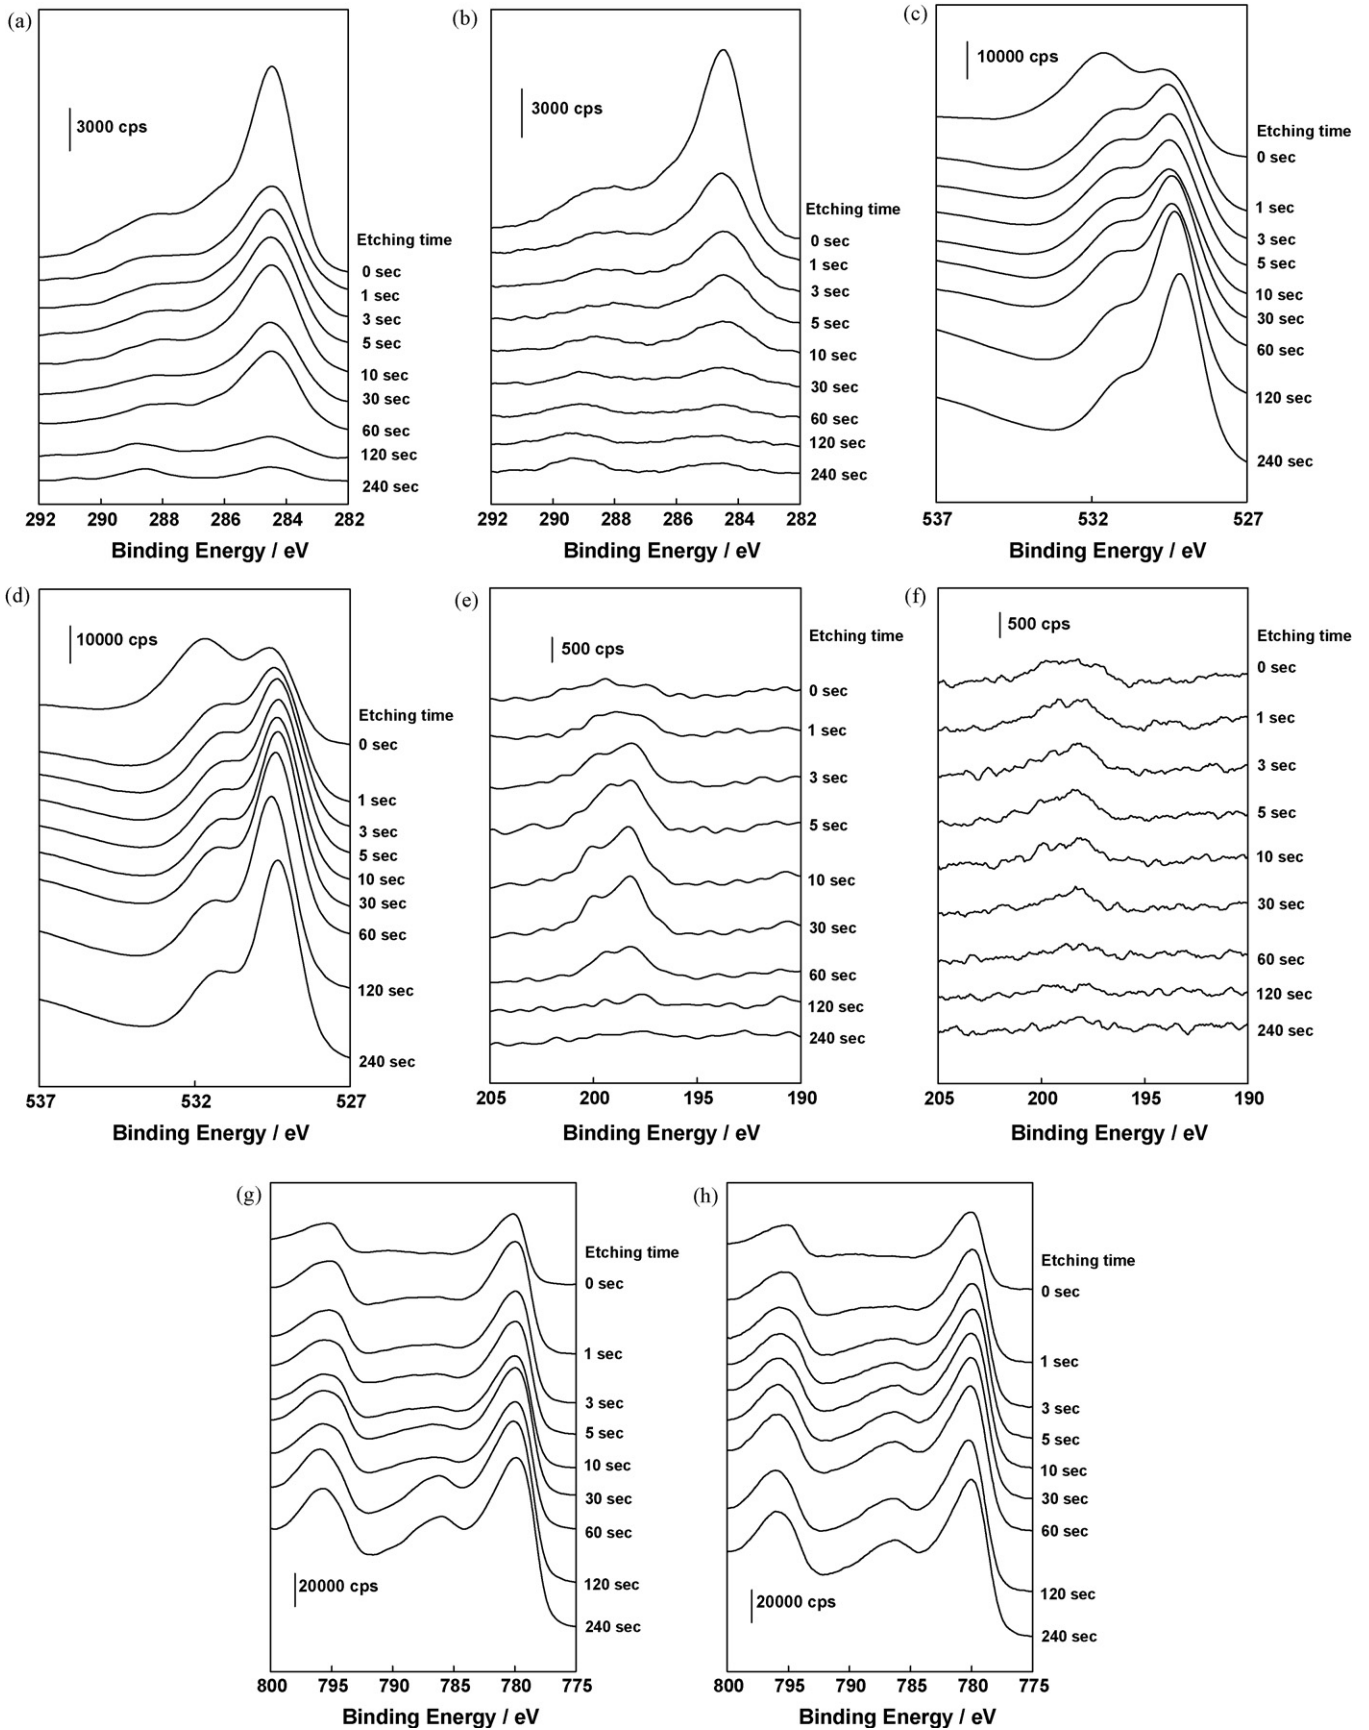 (a)
3000 cps
Etching time
0 sec
1 sec
3 sec
5 sec
10 sec
30 sec
60 sec
120 sec
240 sec
292 290 288 286 284 282
Binding Energy / eV
(b)
3000 cps
Etching time
0 sec
1 sec
3 sec
5 sec
10 sec
30 sec
60 sec
120 sec
240 sec
292 290 288 286 284 282
Binding Energy / eV
(c)
10000 cps
Etching time
0 sec
1 sec
3 sec
5 sec
10 sec
30 sec
60 sec
120 sec
240 sec
537 532 527
Binding Energy / eV
(d)
10000 cps
Etching time
0 sec
1 sec
3 sec
5 sec
10 sec
30 sec
60 sec
120 sec
240 sec
537 532 527
Binding Energy / eV
(e)
500 cps
Etching time
0 sec
1 sec
3 sec
5 sec
10 sec
30 sec
60 sec
120 sec
240 sec
205 200 195 190
Binding Energy / eV
(f)
500 cps
Etching time
0 sec
1 sec
3 sec
5 sec
10 sec
30 sec
60 sec
120 sec
240 sec
205 200 195 190
Binding Energy / eV
(g)
Etching time
0 sec
1 sec
3 sec
5 sec
10 sec
30 sec
60 sec
120 sec
240 sec
20000 cps
800 795 790 785 780 775
Binding Energy / eV
(h)
Etching time
0 sec
1 sec
3 sec
5 sec
10 sec
30 sec
60 sec
120 sec
240 sec
20000 cps
800 795 790 785 780 775
Binding Energy / eV